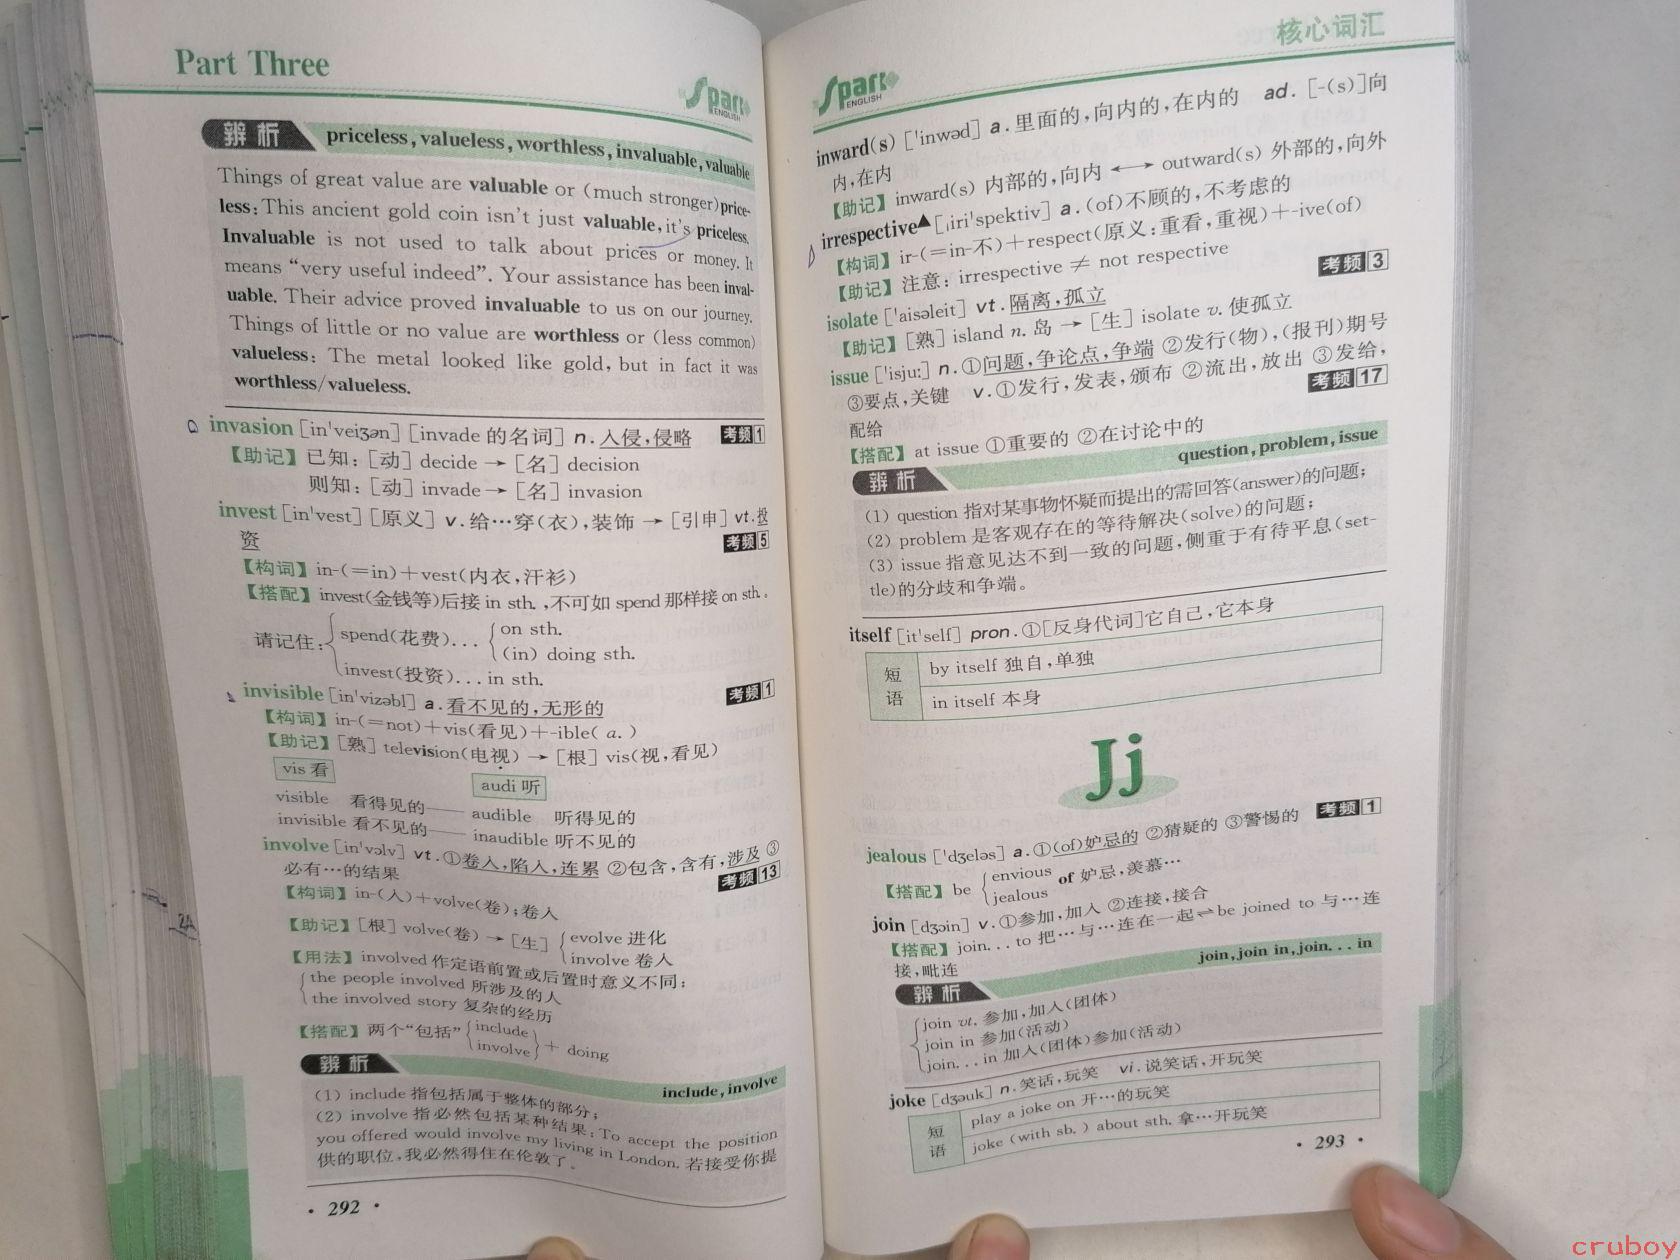 Part Three
Spark
ENGLISH
辨析 priceless, valueless, worthless, invaluable, valuable
Things of great value are valuable or (much stronger) price-
less: This ancient gold coin isn't just valuable, it's priceless.
Invaluable is not used to talk about prices or money. It
means "very useful indeed". Your assistance has been inval-
uable. Their advice proved invaluable to us on our journey.
Things of little or no value are worthless or (less common)
valueless: The metal looked like gold, but in fact it was
worthless/valueless.
invasion [in'veiʒən] [invade 的名词] n. 入侵,侵略 考频 1
【助记】已知:[动] decide → [名] decision
则知:[动] invade → [名] invasion
invest [in'vest] [原义] v. 给…穿(衣),装饰 → [引申] vt. 投
资 考频 5
【构词】in-(=in)+vest(内衣,汗衫)
【搭配】invest(金钱等)后接 in sth.,不可如 spend 那样接 on sth。
请记住: spend(花费)... on sth.
(in) doing sth.
invest(投资)... in sth.
invisible [in'vizəbl] a. 看不见的,无形的 考频 1
【构词】in-(=not)+vis(看见)+-ible(a.)
【助记】[熟] television(电视) → [根] vis(视,看见)
vis 看 audi 听
visible 看得见的 audible 听得见的
invisible 看不见的 inaudible 听不见的
involve [in'vɔlv] vt. ①卷入,陷入,连累 ②包含,含有,涉及 ③
必有…的结果 考频 13
【构词】in-(入)+volve(卷);卷入
【助记】[根] volve(卷) → [生] evolve 进化
involve 卷入
【用法】involved 作定语前置或后置时意义不同:
the people involved 所涉及的人
the involved story 复杂的经历
【搭配】两个"包括" include
involve + doing
辨析 include, involve
(1) include 指包括属于整体的部分;
(2) involve 指必然包括某种结果: To accept the position
you offered would involve my living in London. 若接受你提
供的职位,我必然得住在伦敦了。
· 292 ·
Spark
ENGLISH
核心词汇
inward(s) ['inwəd] a. 里面的,向内的,在内的 ad. [-(s)]向
内,在内
【助记】inward(s) 内部的,向内 ←→ outward(s) 外部的,向外
irrespective▲ [ˌiri'spektiv] a. (of)不顾的,不考虑的
【构词】ir-(=in-不)+respect(原义:重看,重视)+-ive(of)
【助记】注意: irrespective ≠ not respective
考频 3
isolate ['aisəleit] vt. 隔离,孤立
【助记】[熟] island n. 岛 → [生] isolate v. 使孤立
issue ['isju:] n. ①问题,争论点,争端 ②发行(物),(报刊)期号
③要点,关键 v. ①发行,发表,颁布 ②流出,放出 ③发给,
配给 考频 17
【搭配】at issue ①重要的 ②在讨论中的
辨析 question, problem, issue
(1) question 指对某事物怀疑而提出的需回答(answer)的问题;
(2) problem 是客观存在的等待解决(solve)的问题;
(3) issue 指意见达不到一致的问题,侧重于有待平息(set-
tle)的分歧和争端。
itself [it'self] pron. ①[反身代词]它自己,它本身
短语 by itself 独自,单独
in itself 本身
Jj
jealous ['dʒeləs] a. ①(of)妒忌的 ②猜疑的 ③警惕的 考频 1
【搭配】be envious
jealous of 妒忌,羡慕…
join [dʒɔin] v. ①参加,加入 ②连接,接合
【搭配】join... to 把…与…连在一起 ⇌ be joined to 与…连
接,毗连
辨析 join, join in, join... in
join vt. 参加,加入(团体)
join in 参加(活动)
join... in 加入(团体)参加(活动)
joke [dʒəuk] n. 笑话,玩笑 vi. 说笑话,开玩笑
短语 play a joke on 开…的玩笑
joke (with sb.) about sth. 拿…开玩笑
· 293 ·
cruboy